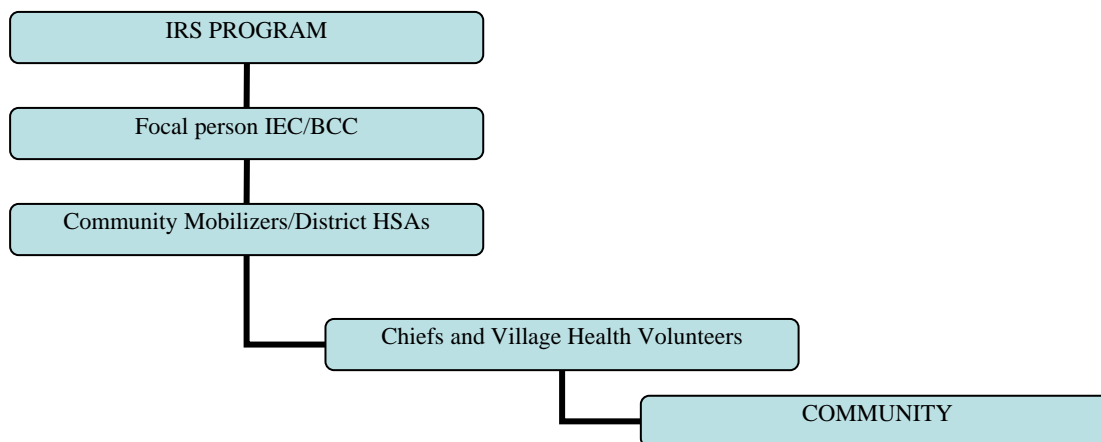 IRS PROGRAM
Focal person IEC/BCC
Community Mobilizers/District HSAs
Chiefs and Village Health Volunteers
COMMUNITY